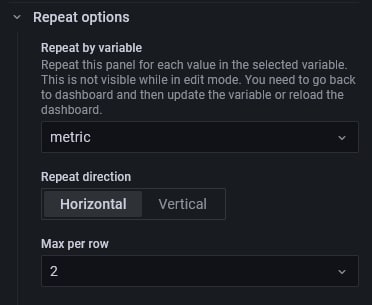 Repeat options
Repeat by variable
Repeat this panel for each value in the selected variable.
This is not visible while in edit mode. You need to go back
to dashboard and then update the variable or reload the
dashboard.
metric
Repeat direction
Horizontal Vertical
Max per row
2